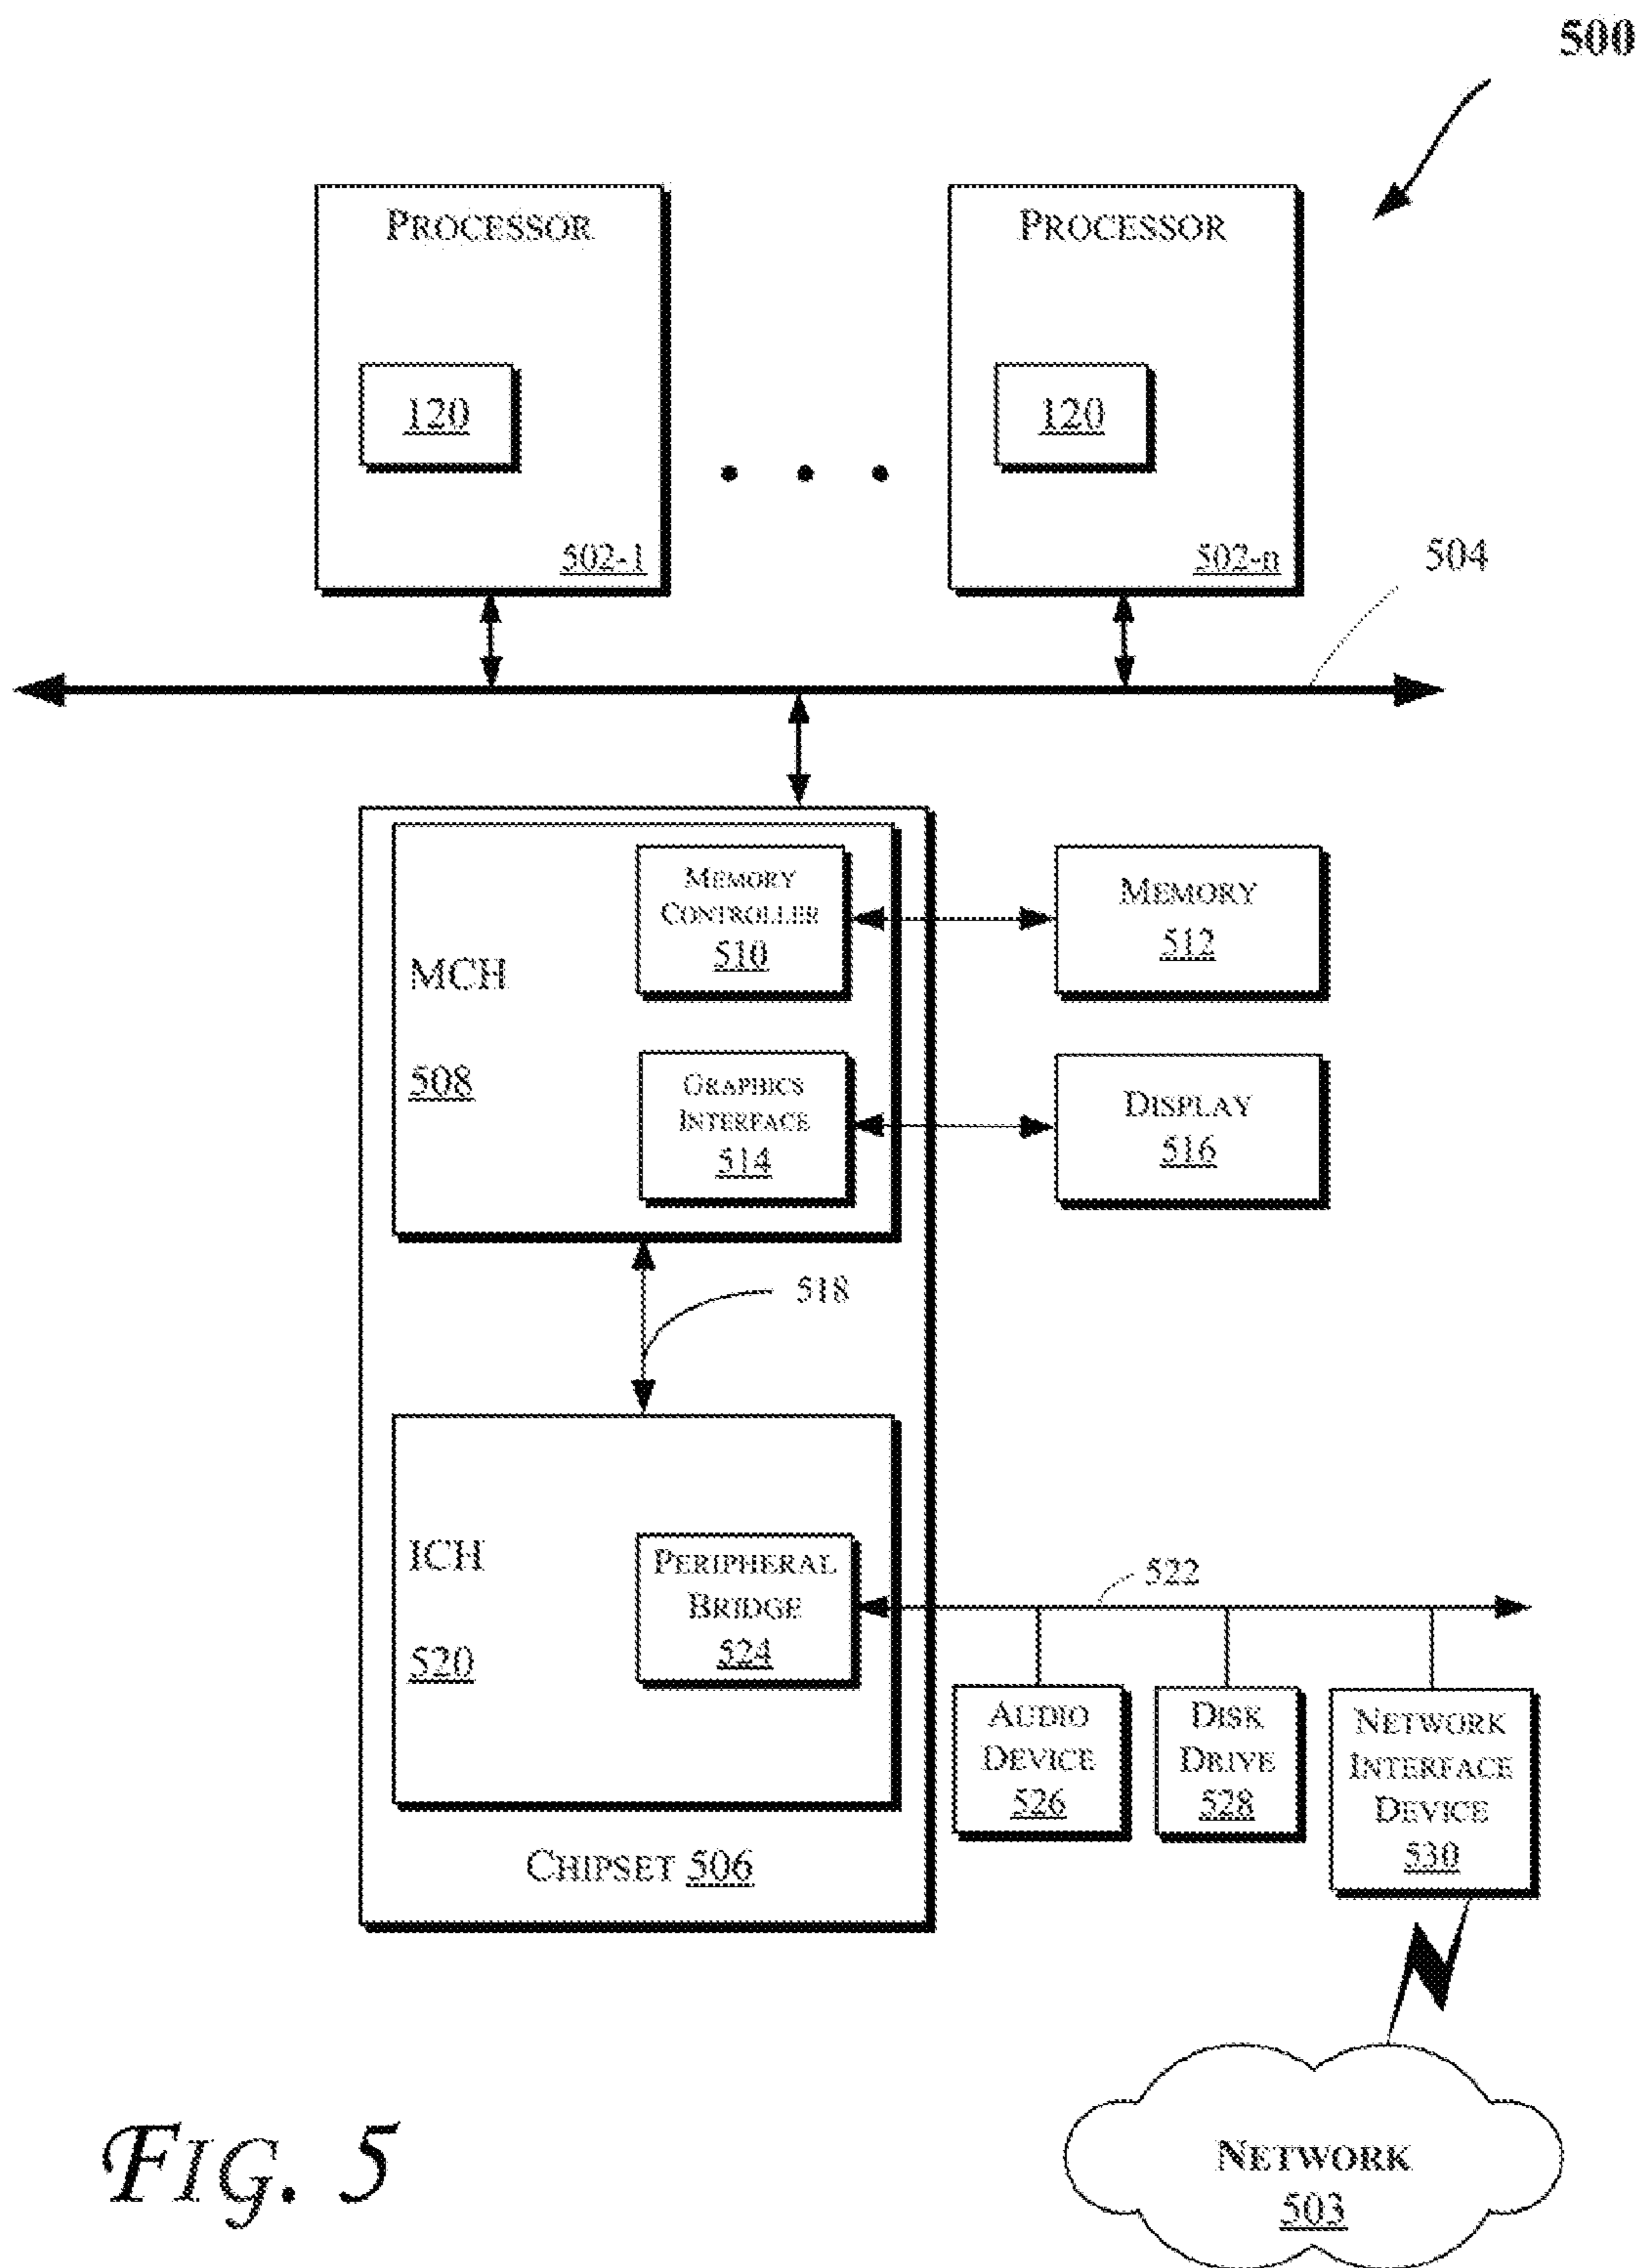 500
PROCESSOR
120
502-1
PROCESSOR
120
502-n
504
MEMORY
CONTROLLER
510
MCH
508
GRAPHICS
INTERFACE
514
MEMORY
512
DISPLAY
516
518
ICH
520
PERIPHERAL
BRIDGE
524
522
AUDIO
DEVICE
526
DISK
DRIVE
528
NETWORK
INTERFACE
DEVICE
530
CHIPSET 506
NETWORK
503
FIG. 5